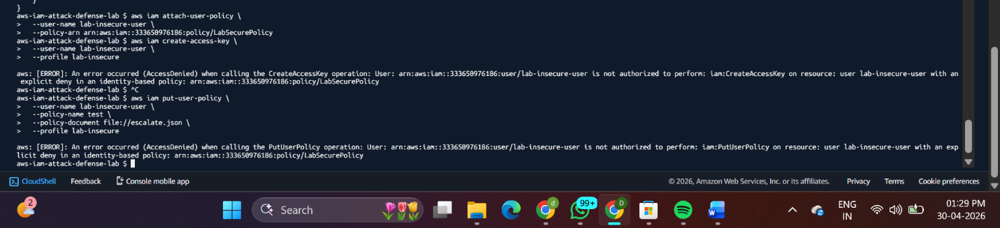 }
aws-iam-attack-defense-lab $ aws iam attach-user-policy \
>   --user-name lab-insecure-user \
>   --policy-arn arn:aws:iam::333650976186:policy/LabSecurePolicy
aws-iam-attack-defense-lab $ aws iam create-access-key \
>   --user-name lab-insecure-user \
>   --profile lab-insecure
aws: [ERROR]: An error occurred (AccessDenied) when calling the CreateAccessKey operation: User: arn:aws:iam::333650976186:user/lab-insecure-user is not authorized to perform: iam:CreateAccessKey on resource: user lab-insecure-user with an
explicit deny in an identity-based policy: arn:aws:iam::333650976186:policy/LabSecurePolicy
aws-iam-attack-defense-lab $ ^C
aws-iam-attack-defense-lab $ aws iam put-user-policy \
>   --user-name lab-insecure-user \
>   --policy-name test \
>   --policy-document file://escalate.json \
>   --profile lab-insecure
aws: [ERROR]: An error occurred (AccessDenied) when calling the PutUserPolicy operation: User: arn:aws:iam::333650976186:user/lab-insecure-user is not authorized to perform: iam:PutUserPolicy on resource: user lab-insecure-user with an exp
licit deny in an identity-based policy: arn:aws:iam::333650976186:policy/LabSecurePolicy
aws-iam-attack-defense-lab $
CloudShell Feedback Console mobile app © 2026, Amazon Web Services, Inc. or its affiliates. Privacy Terms Cookie preferences
2 Search d 99+ D W ENG 01:29 PM
IN 30-04-2026